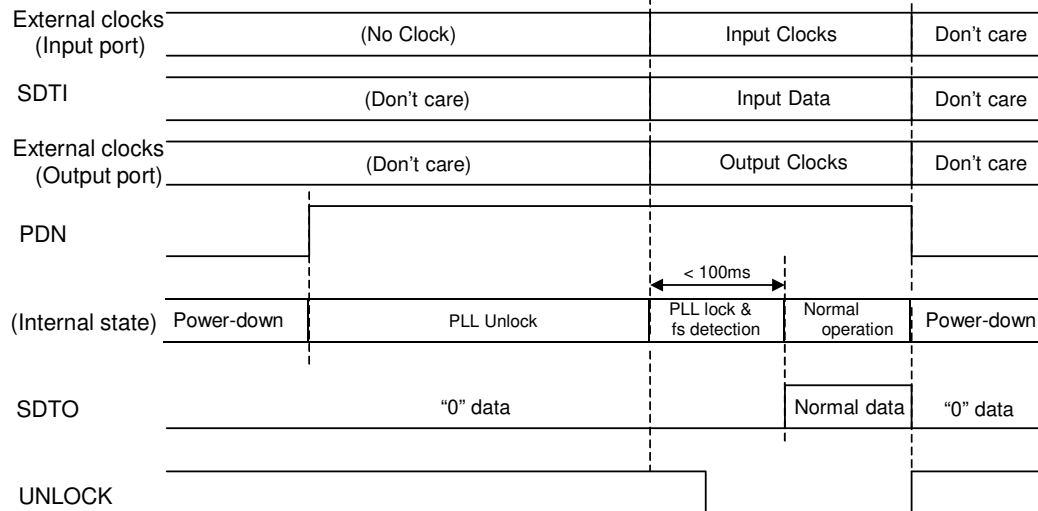 External clocks
(Input port)
(No Clock)
Input Clocks
Don't care
SDTI
(Don't care)
Input Data
Don't care
External clocks
(Output port)
(Don't care)
Output Clocks
Don't care
PDN
< 100ms
(Internal state)
Power-down
PLL Unlock
PLL lock &
fs detection
Normal
operation
Power-down
SDTO
“0” data
Normal data
“0” data
UNLOCK